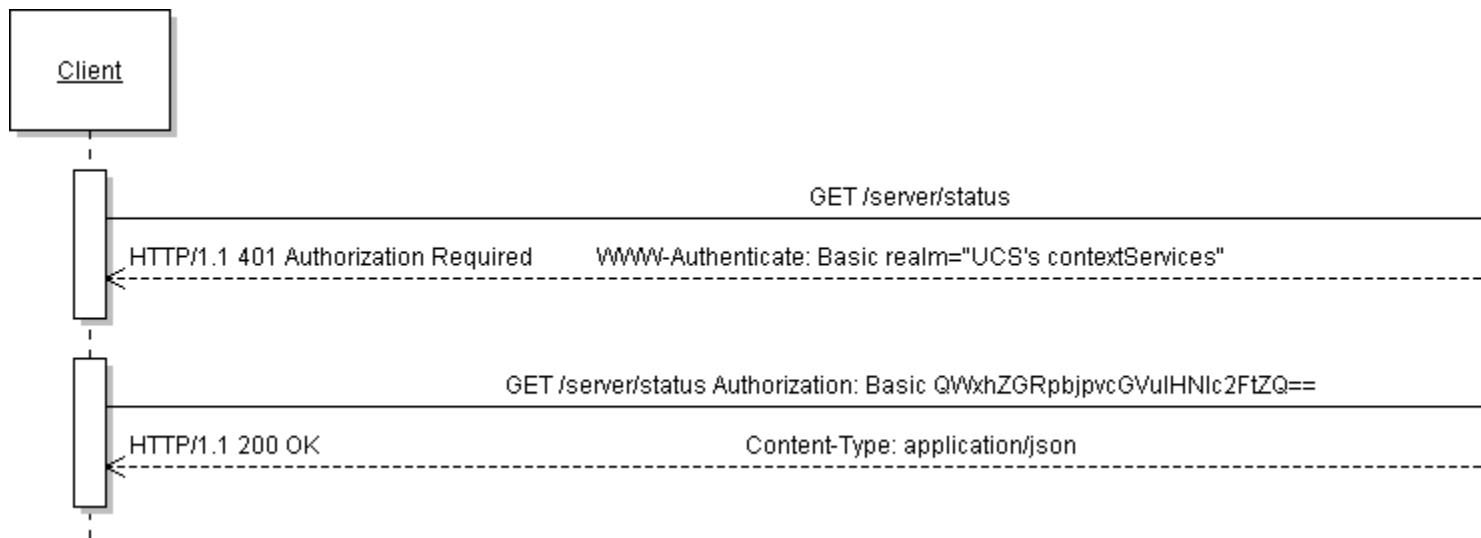 Client
GET /server/status
HTTP/1.1 401 Authorization Required WWW-Authenticate: Basic realm="UCS's contextServices"
GET /server/status Authorization: Basic QWxhZGRpbjpvcGVuIHNlc2FtZQ==
HTTP/1.1 200 OK Content-Type: application/json